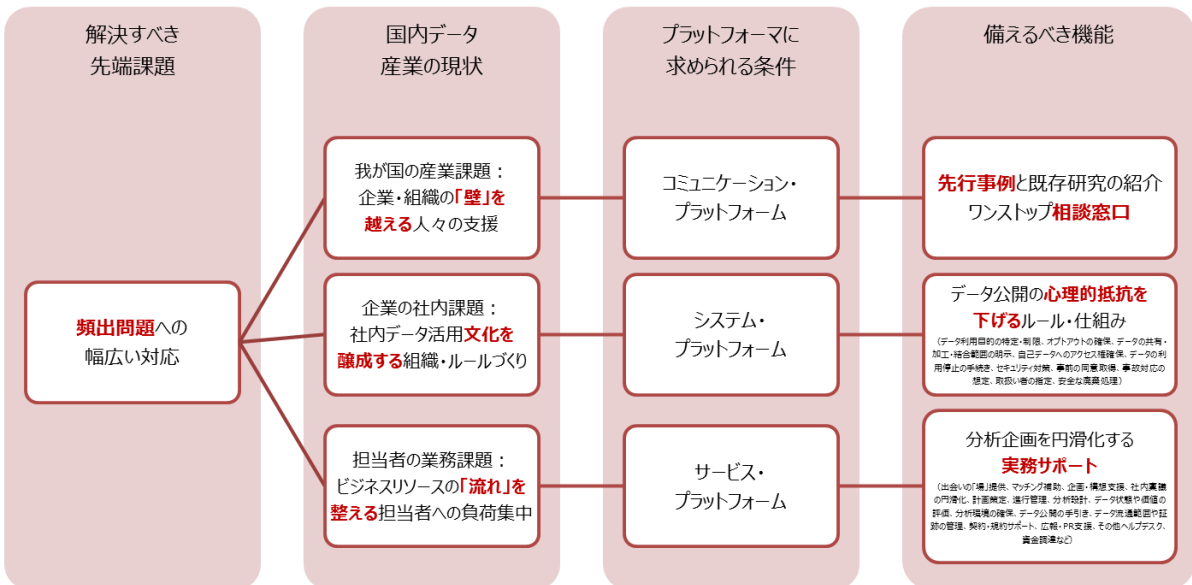 解決すべき
先端課題
国内データ
産業の現状
プラットフォーマに
求められる条件
備えるべき機能
頻出問題への
幅広い対応
我が国の産業課題：
企業・組織の「壁」を
越える人々の支援
コミュニケーション・
プラットフォーム
先行事例と既存研究の紹介
ワンストップ相談窓口
企業の社内課題：
社内データ活用文化を
醸成する組織・ルールづくり
システム・
プラットフォーム
データ公開の心理的抵抗を
下げるルール・仕組み
（データ利用目的の特定・制限、オプトアウトの確保、データの共有・
加工・結合範囲の明示、自己データへのアクセス権確保、データの利
用停止の手続き、セキュリティ対策、事前の同意取得、事故対応の
想定、取扱い者の指定、安全な廃棄処理）
担当者の業務課題：
ビジネスリソースの「流れ」を
整える担当者への負荷集中
サービス・
プラットフォーム
分析企画を円滑化する
実務サポート
（出会いの「場」提供、マッチング補助、企画・構想支援、社内稟議
の円滑化、計画策定、進行管理、分析設計、データ状態や価値の
評価、分析環境の確保、データ公開の手引き、データ流通範囲や証
跡の管理、契約・規約サポート、広報・PR支援、その他ヘルプデスク、
資金調達など）